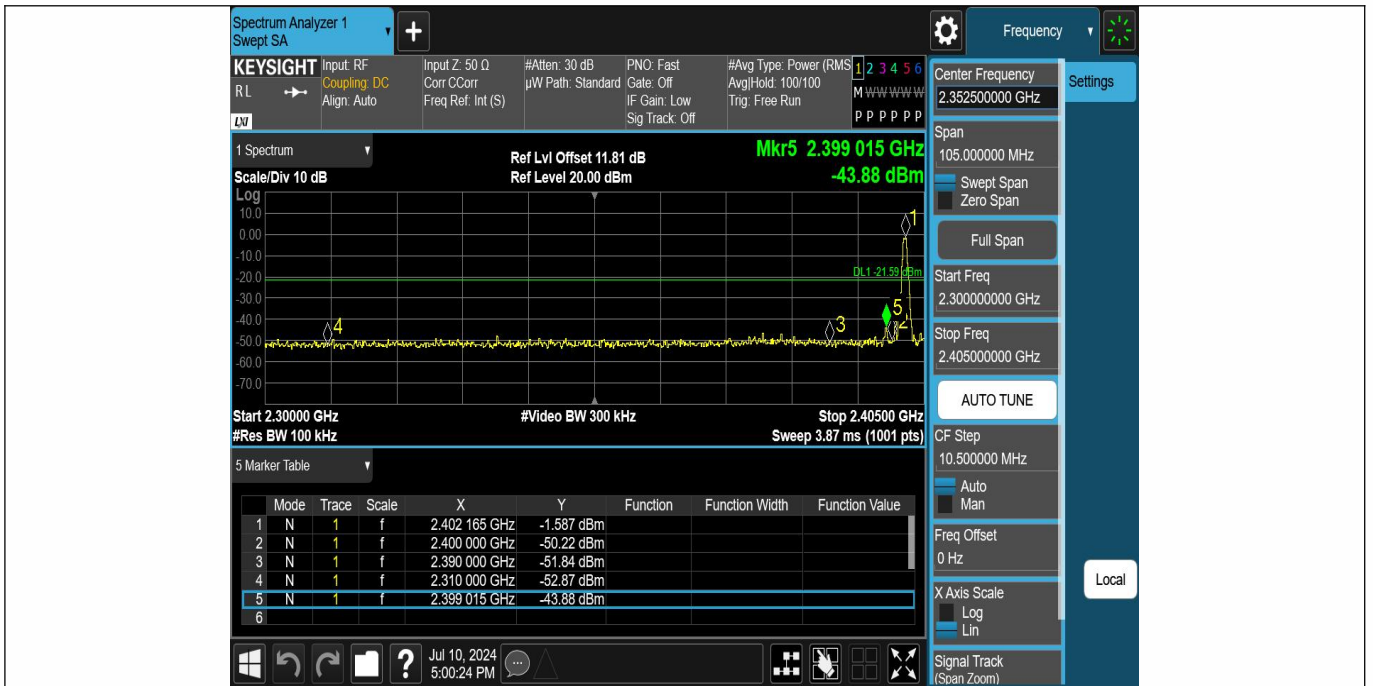 Spectrum Analyzer 1
Swept SA
+
Frequency
KEYSIGHT
RL
LXI
Input: RF
Coupling: DC
Align: Auto
Input Z: 50 Ω
Corr CCorr
Freq Ref: Int (S)
#Atten: 30 dB
µW Path: Standard
PNO: Fast
Gate: Off
IF Gain: Low
Sig Track: Off
#Avg Type: Power (RMS
Avg|Hold: 100/100
Trig: Free Run
1 2 3 4 5 6
M W W W W W
P P P P P P
1 Spectrum
Scale/Div 10 dB
Ref Lvl Offset 11.81 dB
Ref Level 20.00 dBm
Mkr5 2.399 015 GHz
-43.88 dBm
Log
10.0
0.00
-10.0
-20.0
-30.0
-40.0
-50.0
-60.0
-70.0
1
DL1 -21.59 dBm
5
4
3
2
Start 2.30000 GHz
#Video BW 300 kHz
Stop 2.40500 GHz
#Res BW 100 kHz
Sweep 3.87 ms (1001 pts)
5 Marker Table
Mode Trace Scale X Y Function Function Width Function Value
1 N 1 f 2.402 165 GHz -1.587 dBm
2 N 1 f 2.400 000 GHz -50.22 dBm
3 N 1 f 2.390 000 GHz -51.84 dBm
4 N 1 f 2.310 000 GHz -52.87 dBm
5 N 1 f 2.399 015 GHz -43.88 dBm
6
?
Jul 10, 2024
5:00:24 PM
Center Frequency
2.352500000 GHz
Settings
Span
105.000000 MHz
Swept Span
Zero Span
Full Span
Start Freq
2.300000000 GHz
Stop Freq
2.405000000 GHz
AUTO TUNE
CF Step
10.500000 MHz
Auto
Man
Freq Offset
0 Hz
X Axis Scale
Log
Lin
Local
Signal Track
(Span Zoom)